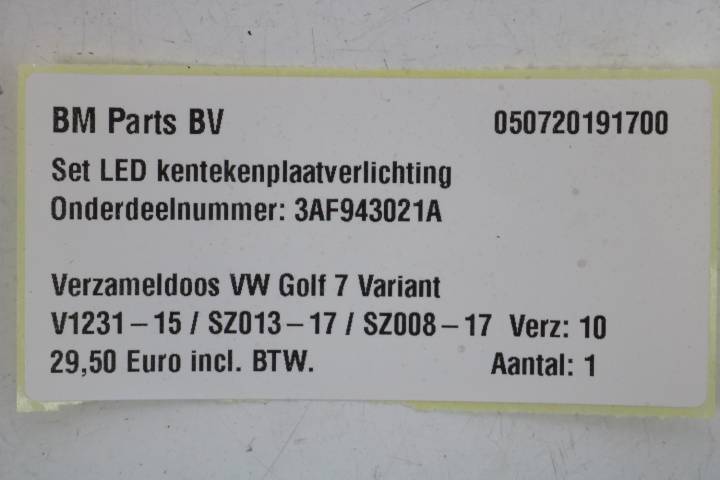 BM Parts BV 050720191700
Set LED kentekenplaatverlichting
Onderdeelnummer: 3AF943021A
Verzameldoos VW Golf 7 Variant
V1231–15 / SZ013–17 / SZ008–17 Verz: 10
29,50 Euro incl. BTW. Aantal: 1